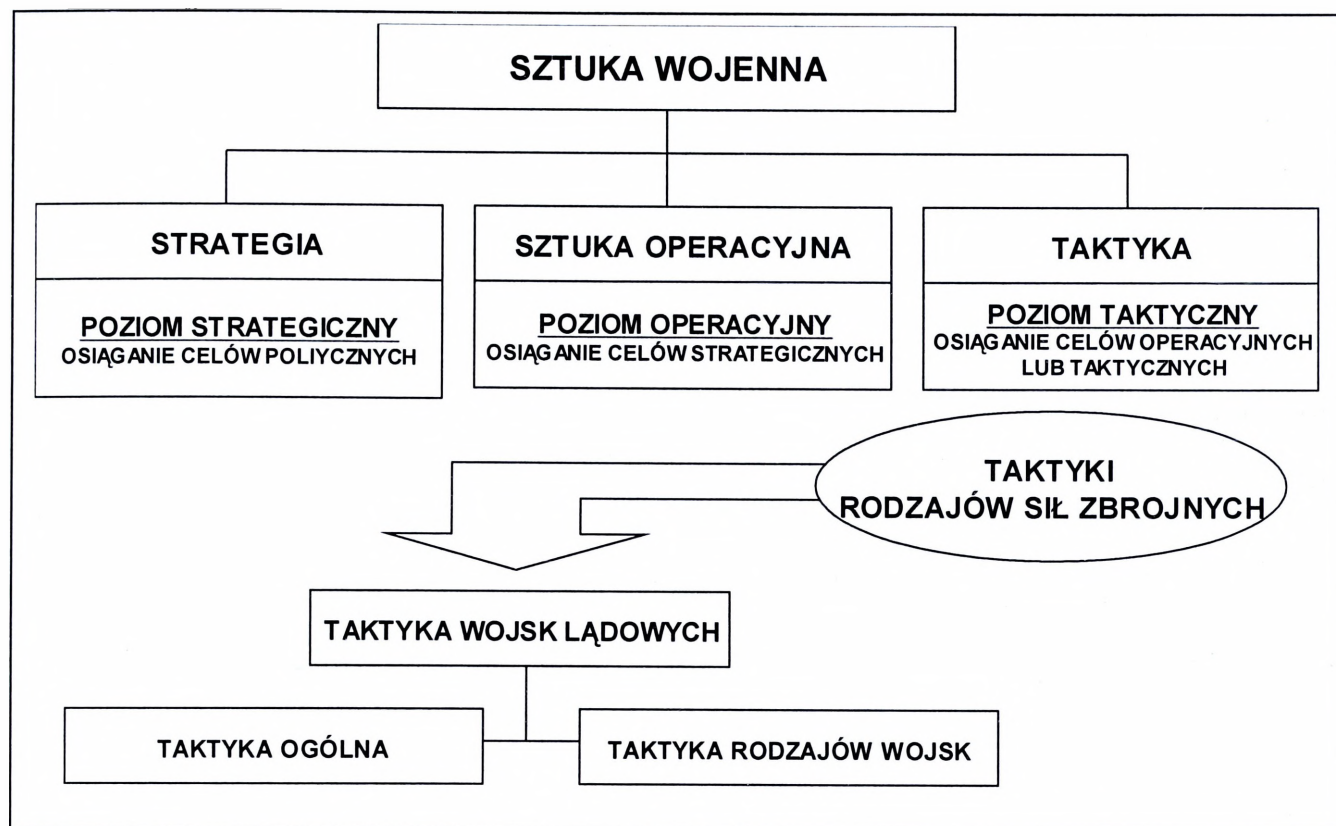 SZTUKA WOJENNA
STRATEGIA
POZIOM STRATEGICZNY
OSIĄGANIE CELÓW POLIYCZNYCH
SZTUKA OPERACYJNA
POZIOM OPERACYJNY
OSIĄGANIE CELÓW STRATEGICZNYCH
TAKTYKA
POZIOM TAKTYCZNY
OSIĄGANIE CELÓW OPERACYJNYCH
LUB TAKTYCZNYCH
TAKTYKI
RODZAJÓW SIŁ ZBROJNYCH
TAKTYKA WOJSK LĄDOWYCH
TAKTYKA OGÓLNA
TAKTYKA RODZAJÓW WOJSK